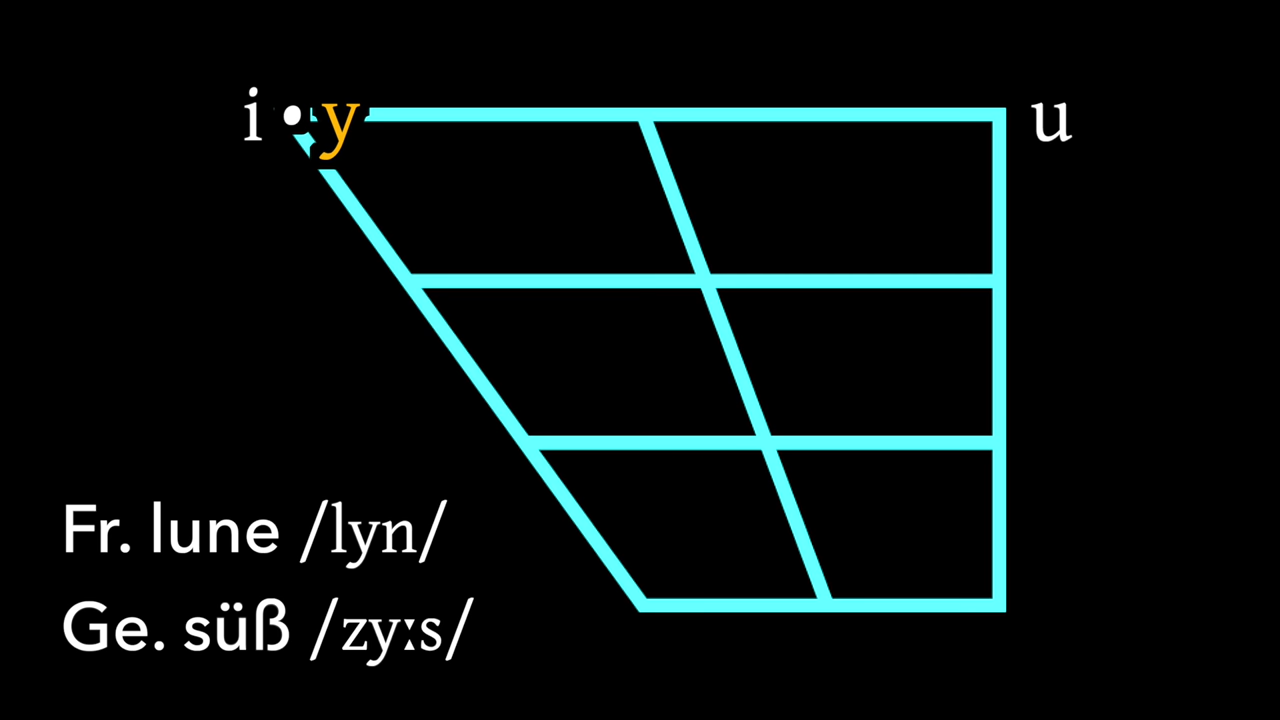 i • y u
Fr. lune /lyn/
Ge. süß /zyːs/